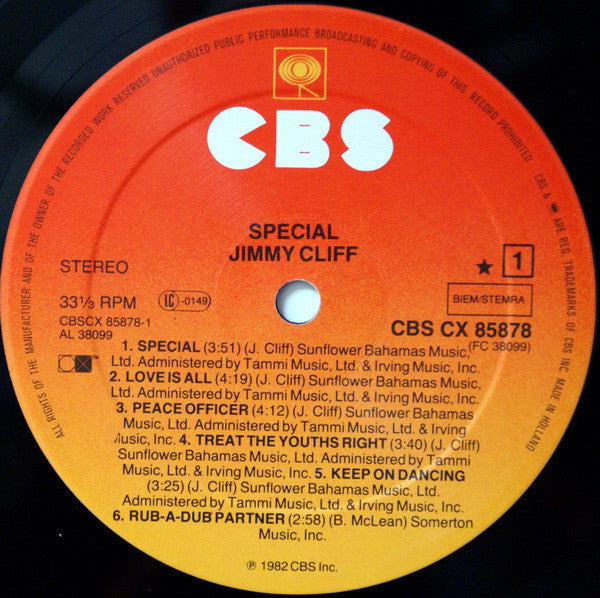 ALL RIGHTS OF THE MANUFACTURER AND OF THE OWNER OF THE RECORDED WORK RESERVED UNAUTHORIZED PUBLIC PERFORMANCE BROADCASTING AND COPYING OF THIS RECORD PROHIBITED
CBS & ARE REG. TRADEMARKS OF CBS INC. MADE IN HOLLAND
CBS
SPECIAL
JIMMY CLIFF
STEREO
★ 1
33⅓ RPM
LC-0149
BIEM/STEMRA
CBSCX 85878-1
AL 38099
CBS CX 85878
(FC 38099)
1. SPECIAL (3:51) (J. Cliff) Sunflower Bahamas Music,
Ltd. Administered by Tammi Music, Ltd. & Irving Music, Inc.
2. LOVE IS ALL (4:19) (J. Cliff) Sunflower Bahamas Music,
Ltd. Administered by Tammi Music, Ltd. & Irving Music, Inc.
3. PEACE OFFICER (4:12) (J. Cliff) Sunflower Bahamas
Music, Ltd. Administered by Tammi Music, Ltd. & Irving
Music, Inc. 4. TREAT THE YOUTHS RIGHT (3:40) (J. Cliff)
Sunflower Bahamas Music, Ltd. Administered by Tammi
Music, Ltd. & Irving Music, Inc. 5. KEEP ON DANCING
(3:25) (J. Cliff) Sunflower Bahamas Music, Ltd.
Administered by Tammi Music, Ltd. & Irving Music, Inc.
6. RUB-A-DUB PARTNER (2:58) (B. McLean) Somerton
Music, Inc.
℗ 1982 CBS Inc.